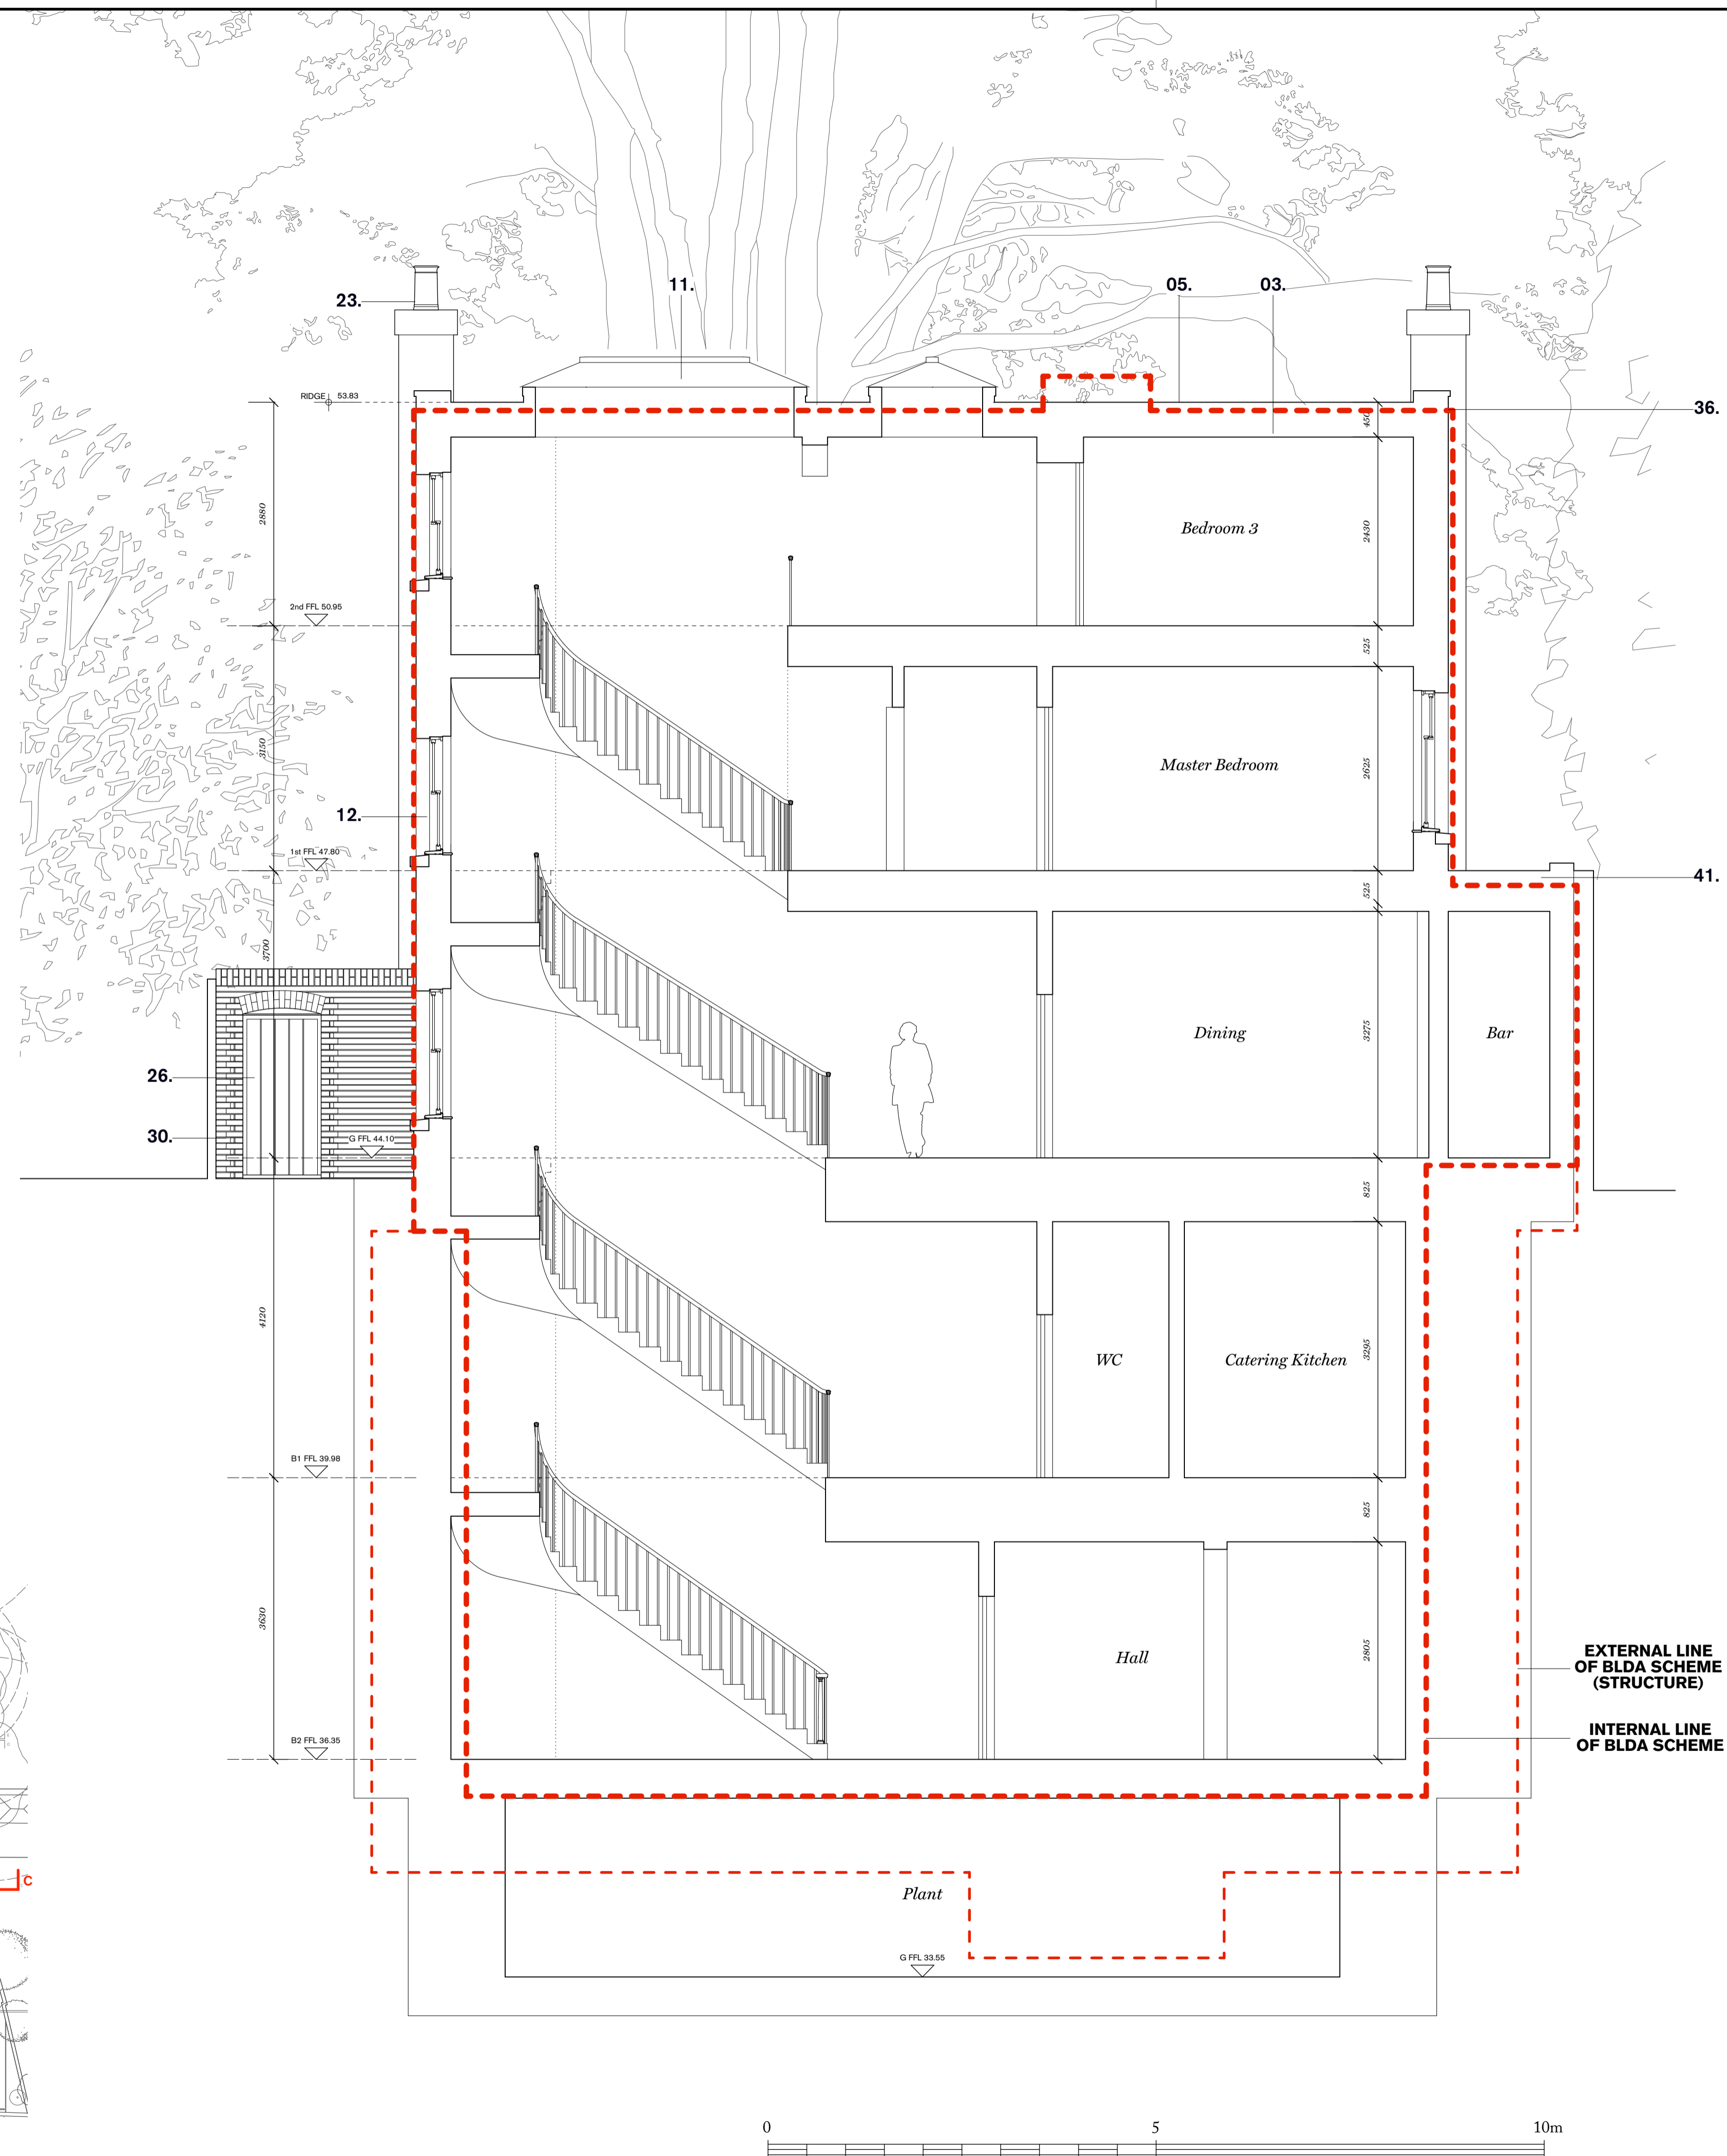 11.
05.
03.
23.
RIDGE 53.83
36.
450
2880
Bedroom 3
2430
2nd FFL 50.95
525
3150
Master Bedroom
2625
12.
1st FFL 47.80
41.
525
3700
Dining
3275
Bar
26.
30.
G FFL 44.10
825
4120
WC
Catering Kitchen
3295
B1 FFL 39.98
825
3630
Hall
2805
EXTERNAL LINE
OF BLDA SCHEME
(STRUCTURE)
INTERNAL LINE
OF BLDA SCHEME
B2 FFL 36.35
C
Plant
G FFL 33.55
0
5
10m